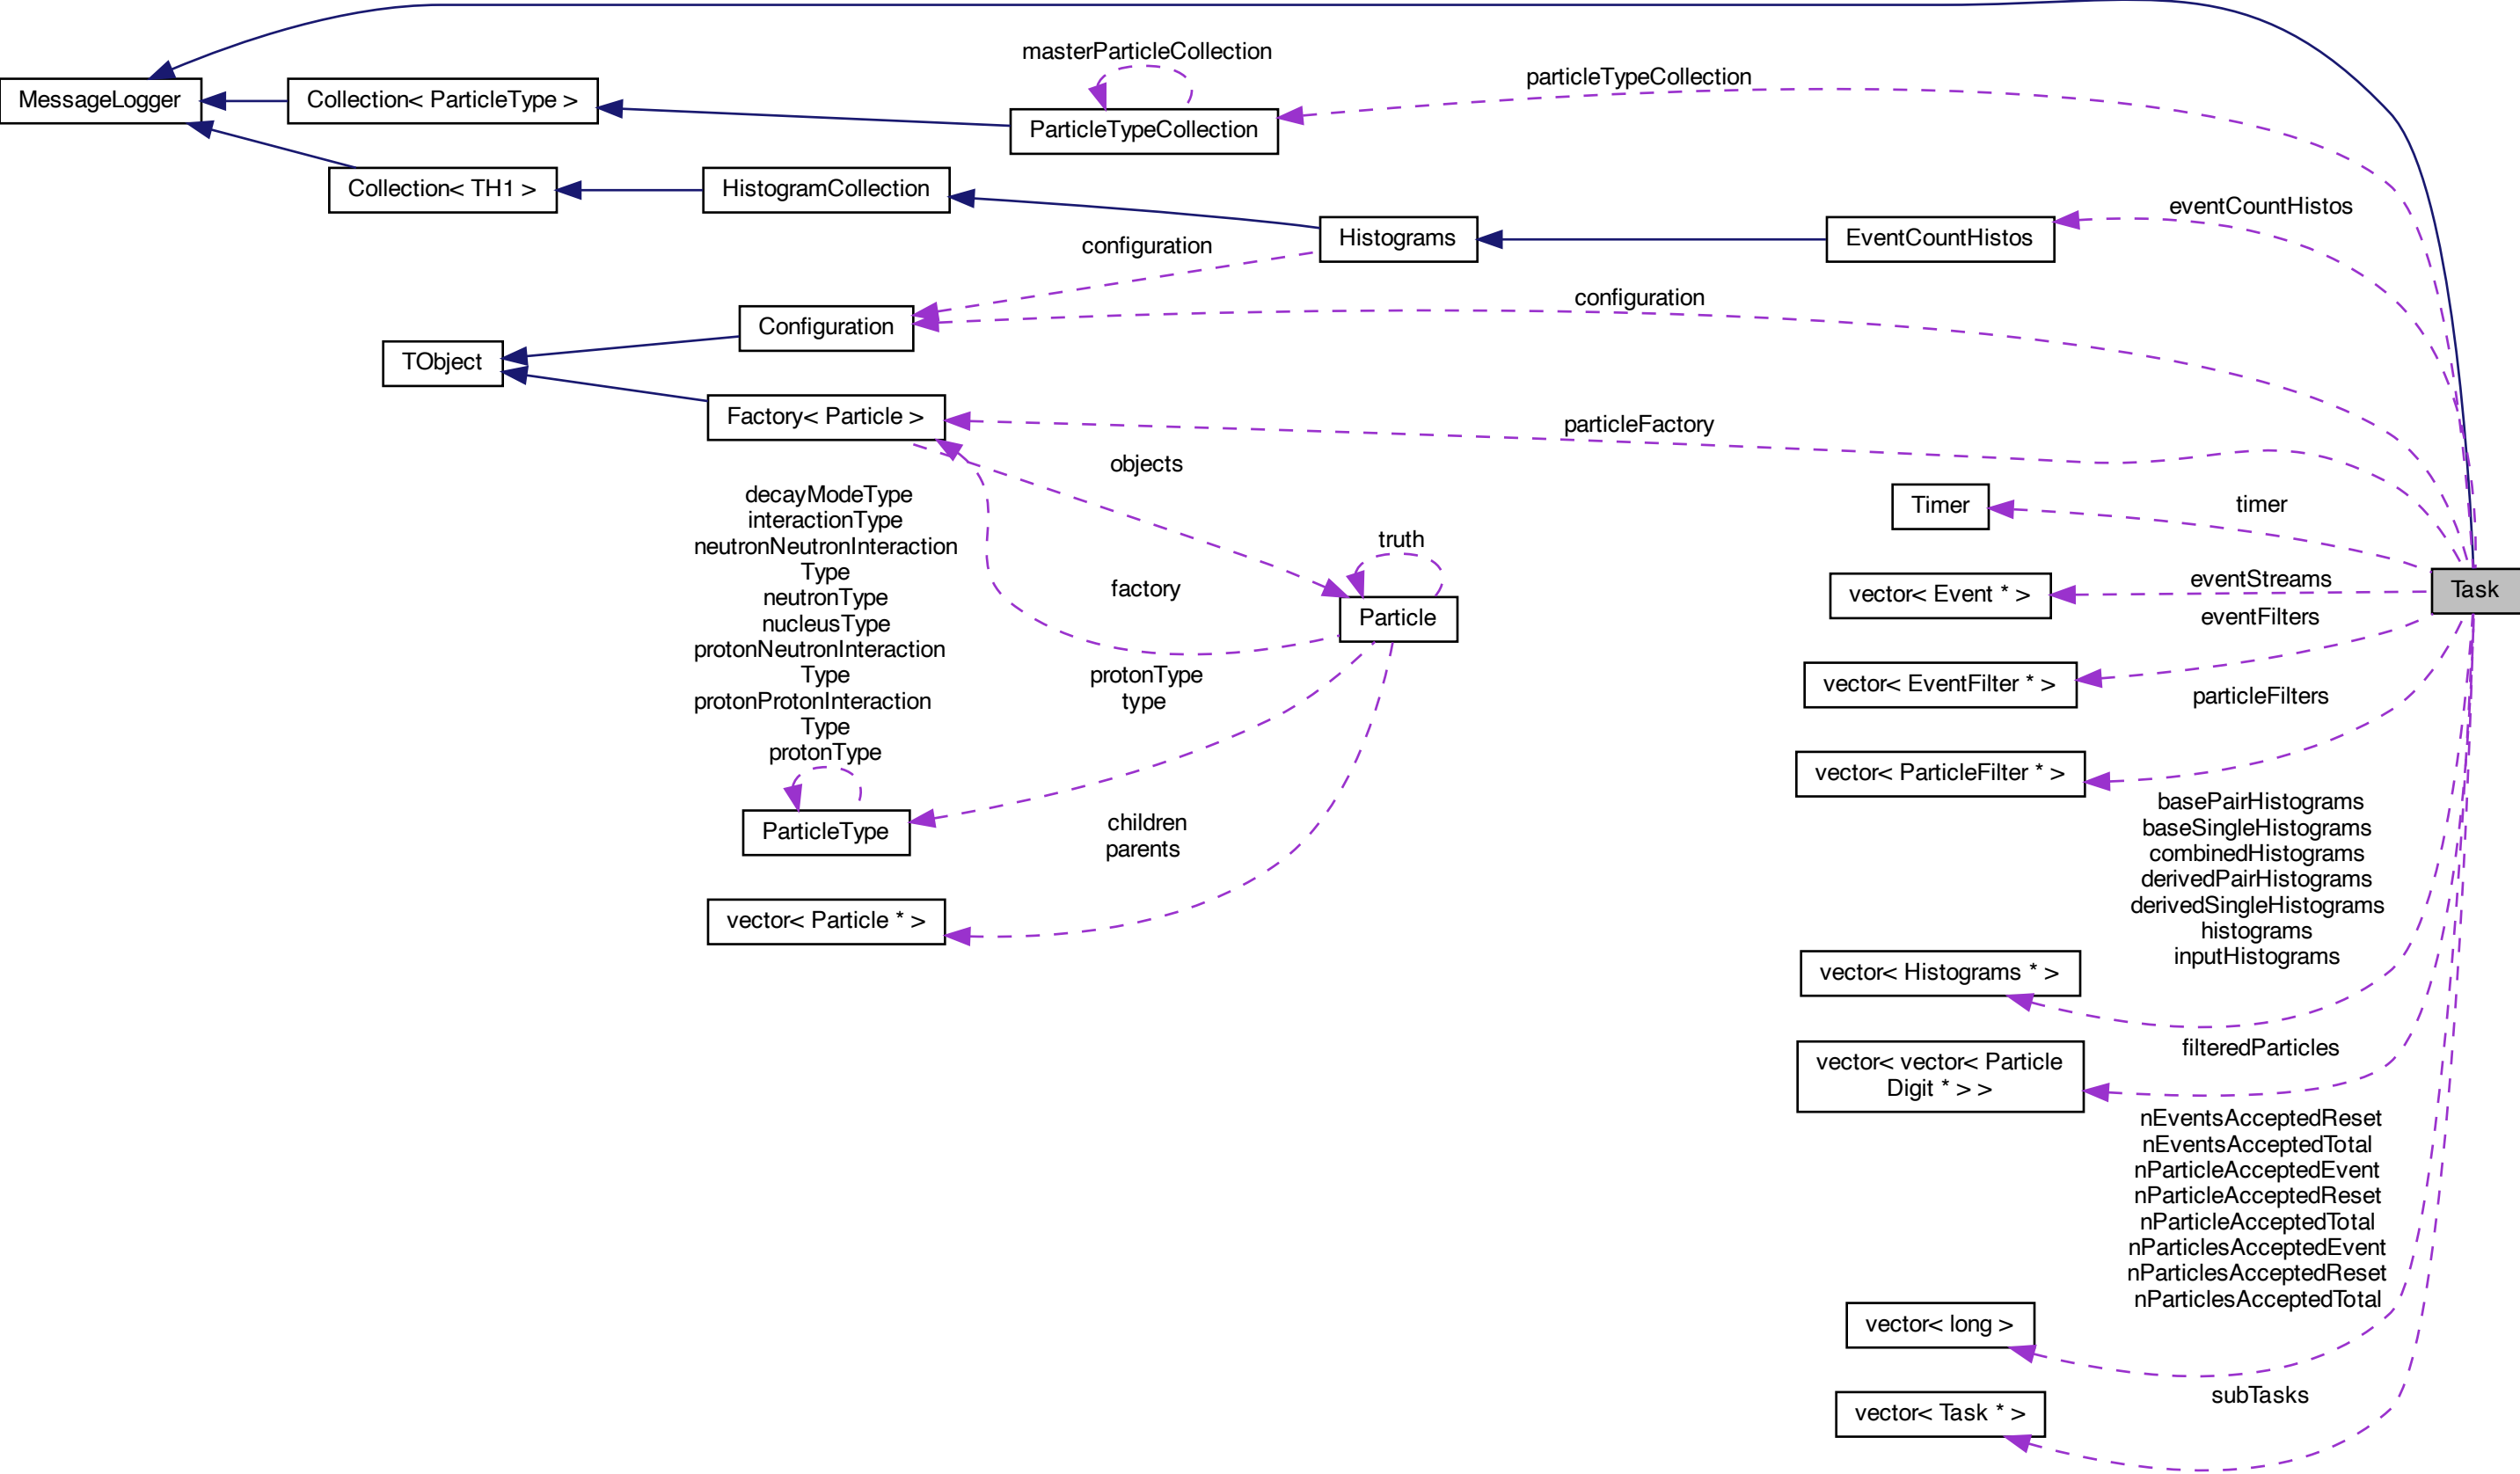 masterParticleCollection
particleTypeCollection
MessageLogger
Collection< ParticleType >
ParticleTypeCollection
Collection< TH1 >
HistogramCollection
eventCountHistos
Histograms
EventCountHistos
configuration
configuration
Configuration
TObject
Factory< Particle >
particleFactory
objects
decayModeType
interactionType
neutronNeutronInteraction
Type
neutronType
nucleusType
protonNeutronInteraction
Type
protonProtonInteraction
Type
protonType
factory
truth
Particle
Timer
timer
vector< Event * >
eventStreams
Task
eventFilters
vector< EventFilter * >
protonType
type
particleFilters
vector< ParticleFilter * >
ParticleType
children
parents
vector< Particle * >
basePairHistograms
baseSingleHistograms
combinedHistograms
derivedPairHistograms
derivedSingleHistograms
histograms
inputHistograms
vector< Histograms * >
filteredParticles
vector< vector< Particle
Digit * > >
nEventsAcceptedReset
nEventsAcceptedTotal
nParticleAcceptedEvent
nParticleAcceptedReset
nParticleAcceptedTotal
nParticlesAcceptedEvent
nParticlesAcceptedReset
nParticlesAcceptedTotal
vector< long >
subTasks
vector< Task * >